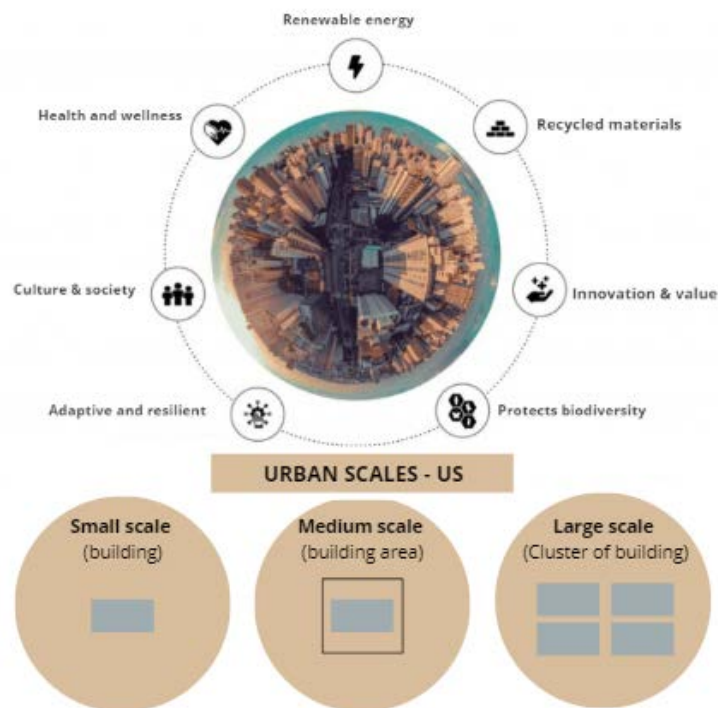 Renewable energy
Health and wellness
Recycled materials
Culture & society
Innovation & value
Adaptive and resilient
Protects biodiversity
URBAN SCALES - US
Small scale
(building)
Medium scale
(building area)
Large scale
(Cluster of building)